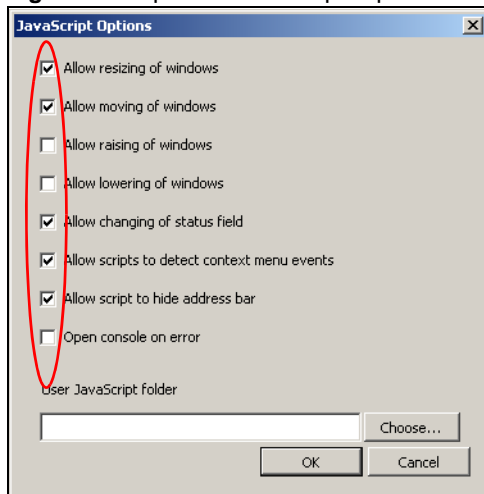 JavaScript Options
Allow resizing of windows
Allow moving of windows
Allow raising of windows
Allow lowering of windows
Allow changing of status field
Allow scripts to detect context menu events
Allow script to hide address bar
Open console on error
User JavaScript folder
Choose...
OK Cancel